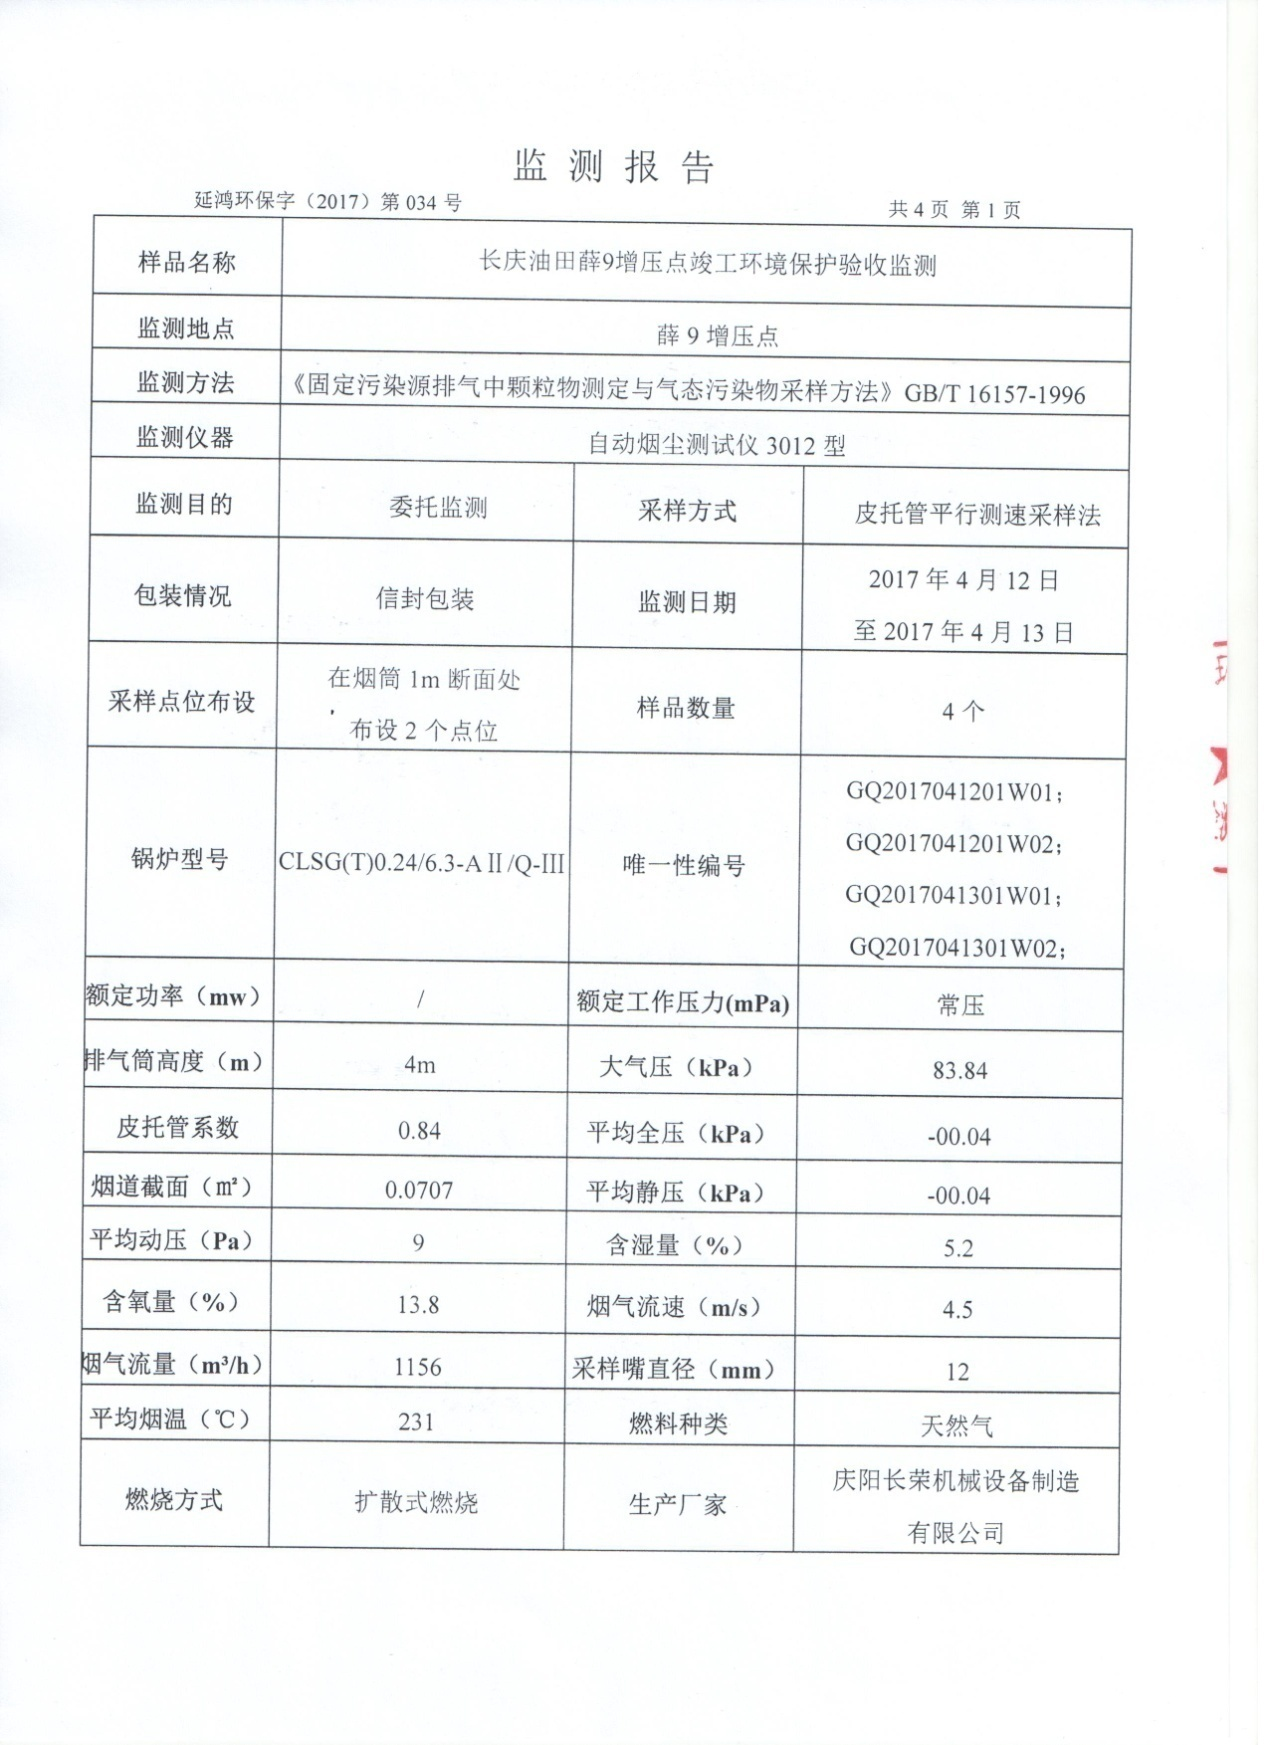 监测报告
延鸿环保字（2017）第 034 号 共 4 页 第 1 页
样品名称 长庆油田薛9增压点竣工环境保护验收监测
监测地点 薛 9 增压点
监测方法 《固定污染源排气中颗粒物测定与气态污染物采样方法》GB/T 16157-1996
监测仪器 自动烟尘测试仪 3012 型
监测目的 委托监测 采样方式 皮托管平行测速采样法
包装情况 信封包装 监测日期 2017 年 4 月 12 日
至 2017 年 4 月 13 日
采样点位布设 在烟筒 1m 断面处
布设 2 个点位 样品数量 4 个
锅炉型号 CLSG(T)0.24/6.3-AⅡ/Q-III 唯一性编号 GQ2017041201W01；
GQ2017041201W02；
GQ2017041301W01；
GQ2017041301W02；
额定功率（mw） / 额定工作压力(mPa) 常压
排气筒高度（m） 4m 大气压（kPa） 83.84
皮托管系数 0.84 平均全压（kPa） -00.04
烟道截面（㎡） 0.0707 平均静压（kPa） -00.04
平均动压（Pa） 9 含湿量（%） 5.2
含氧量（%） 13.8 烟气流速（m/s） 4.5
烟气流量（m³/h） 1156 采样嘴直径（mm） 12
平均烟温（℃） 231 燃料种类 天然气
燃烧方式 扩散式燃烧 生产厂家 庆阳长荣机械设备制造
有限公司